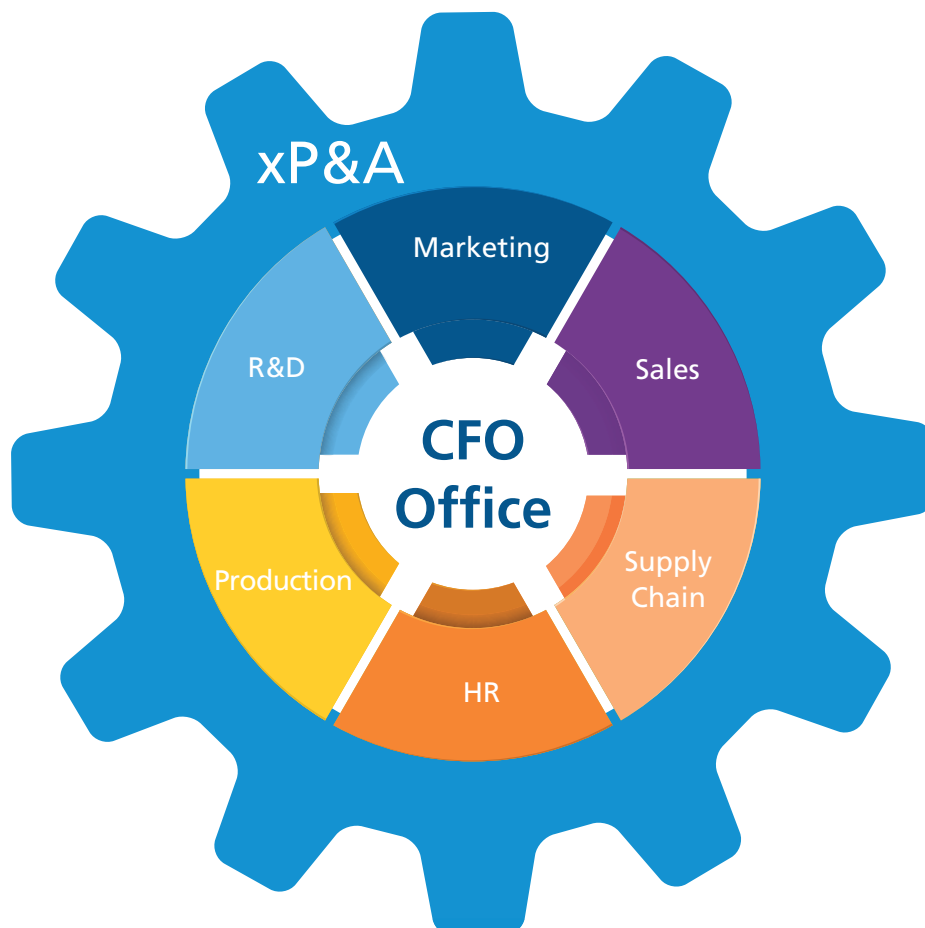 xP&A
Marketing
R&D
Sales
CFO
Office
Production
Supply
Chain
HR